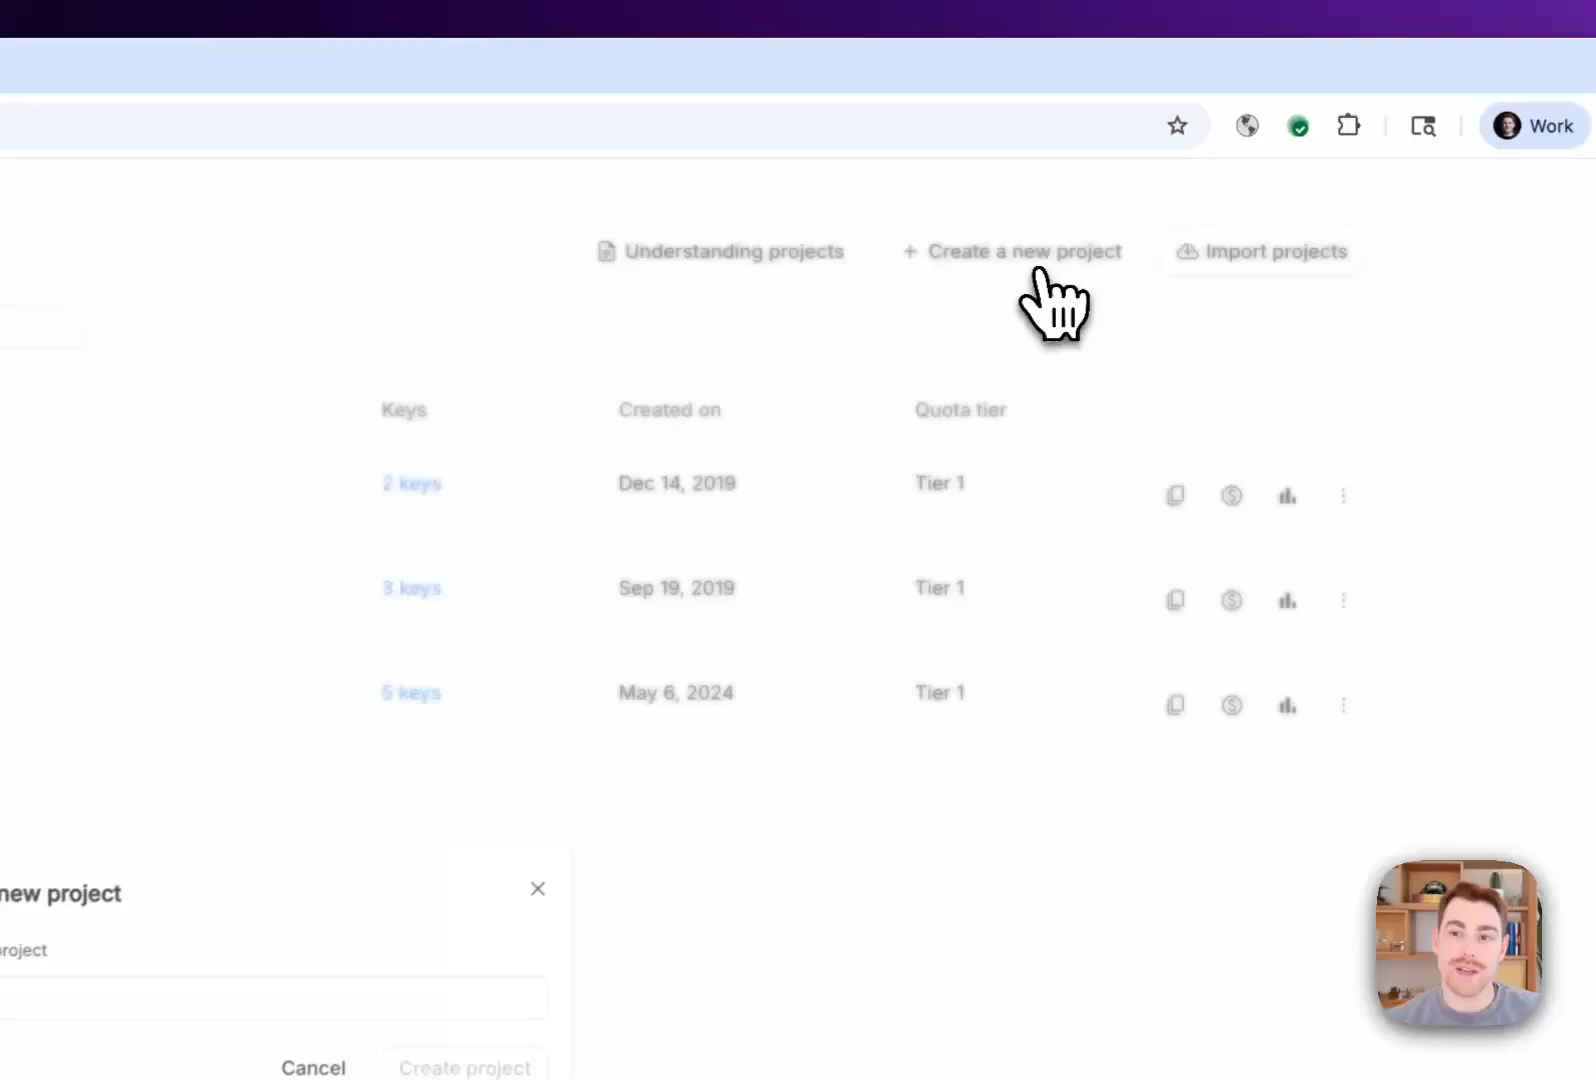 Work
Understanding projects
+ Create a new project
Import projects
Keys Created on Quota tier
2 keys Dec 14, 2019 Tier 1
3 keys Sep 19, 2019 Tier 1
5 keys May 6, 2024 Tier 1
new project
roject
Cancel Create project